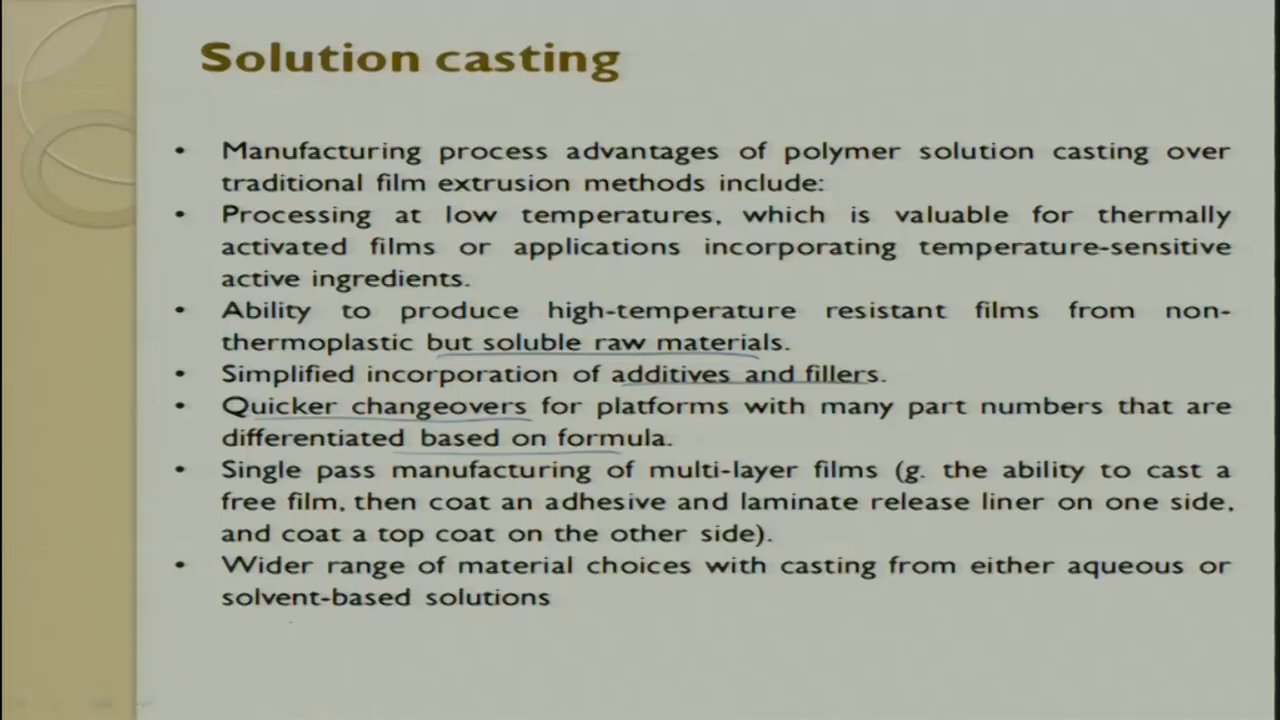 Solution casting
• Manufacturing process advantages of polymer solution casting over
traditional film extrusion methods include:
• Processing at low temperatures, which is valuable for thermally
activated films or applications incorporating temperature-sensitive
active ingredients.
• Ability to produce high-temperature resistant films from non-
thermoplastic but soluble raw materials.
• Simplified incorporation of additives and fillers.
• Quicker changeovers for platforms with many part numbers that are
differentiated based on formula.
• Single pass manufacturing of multi-layer films (g. the ability to cast a
free film, then coat an adhesive and laminate release liner on one side,
and coat a top coat on the other side).
• Wider range of material choices with casting from either aqueous or
solvent-based solutions